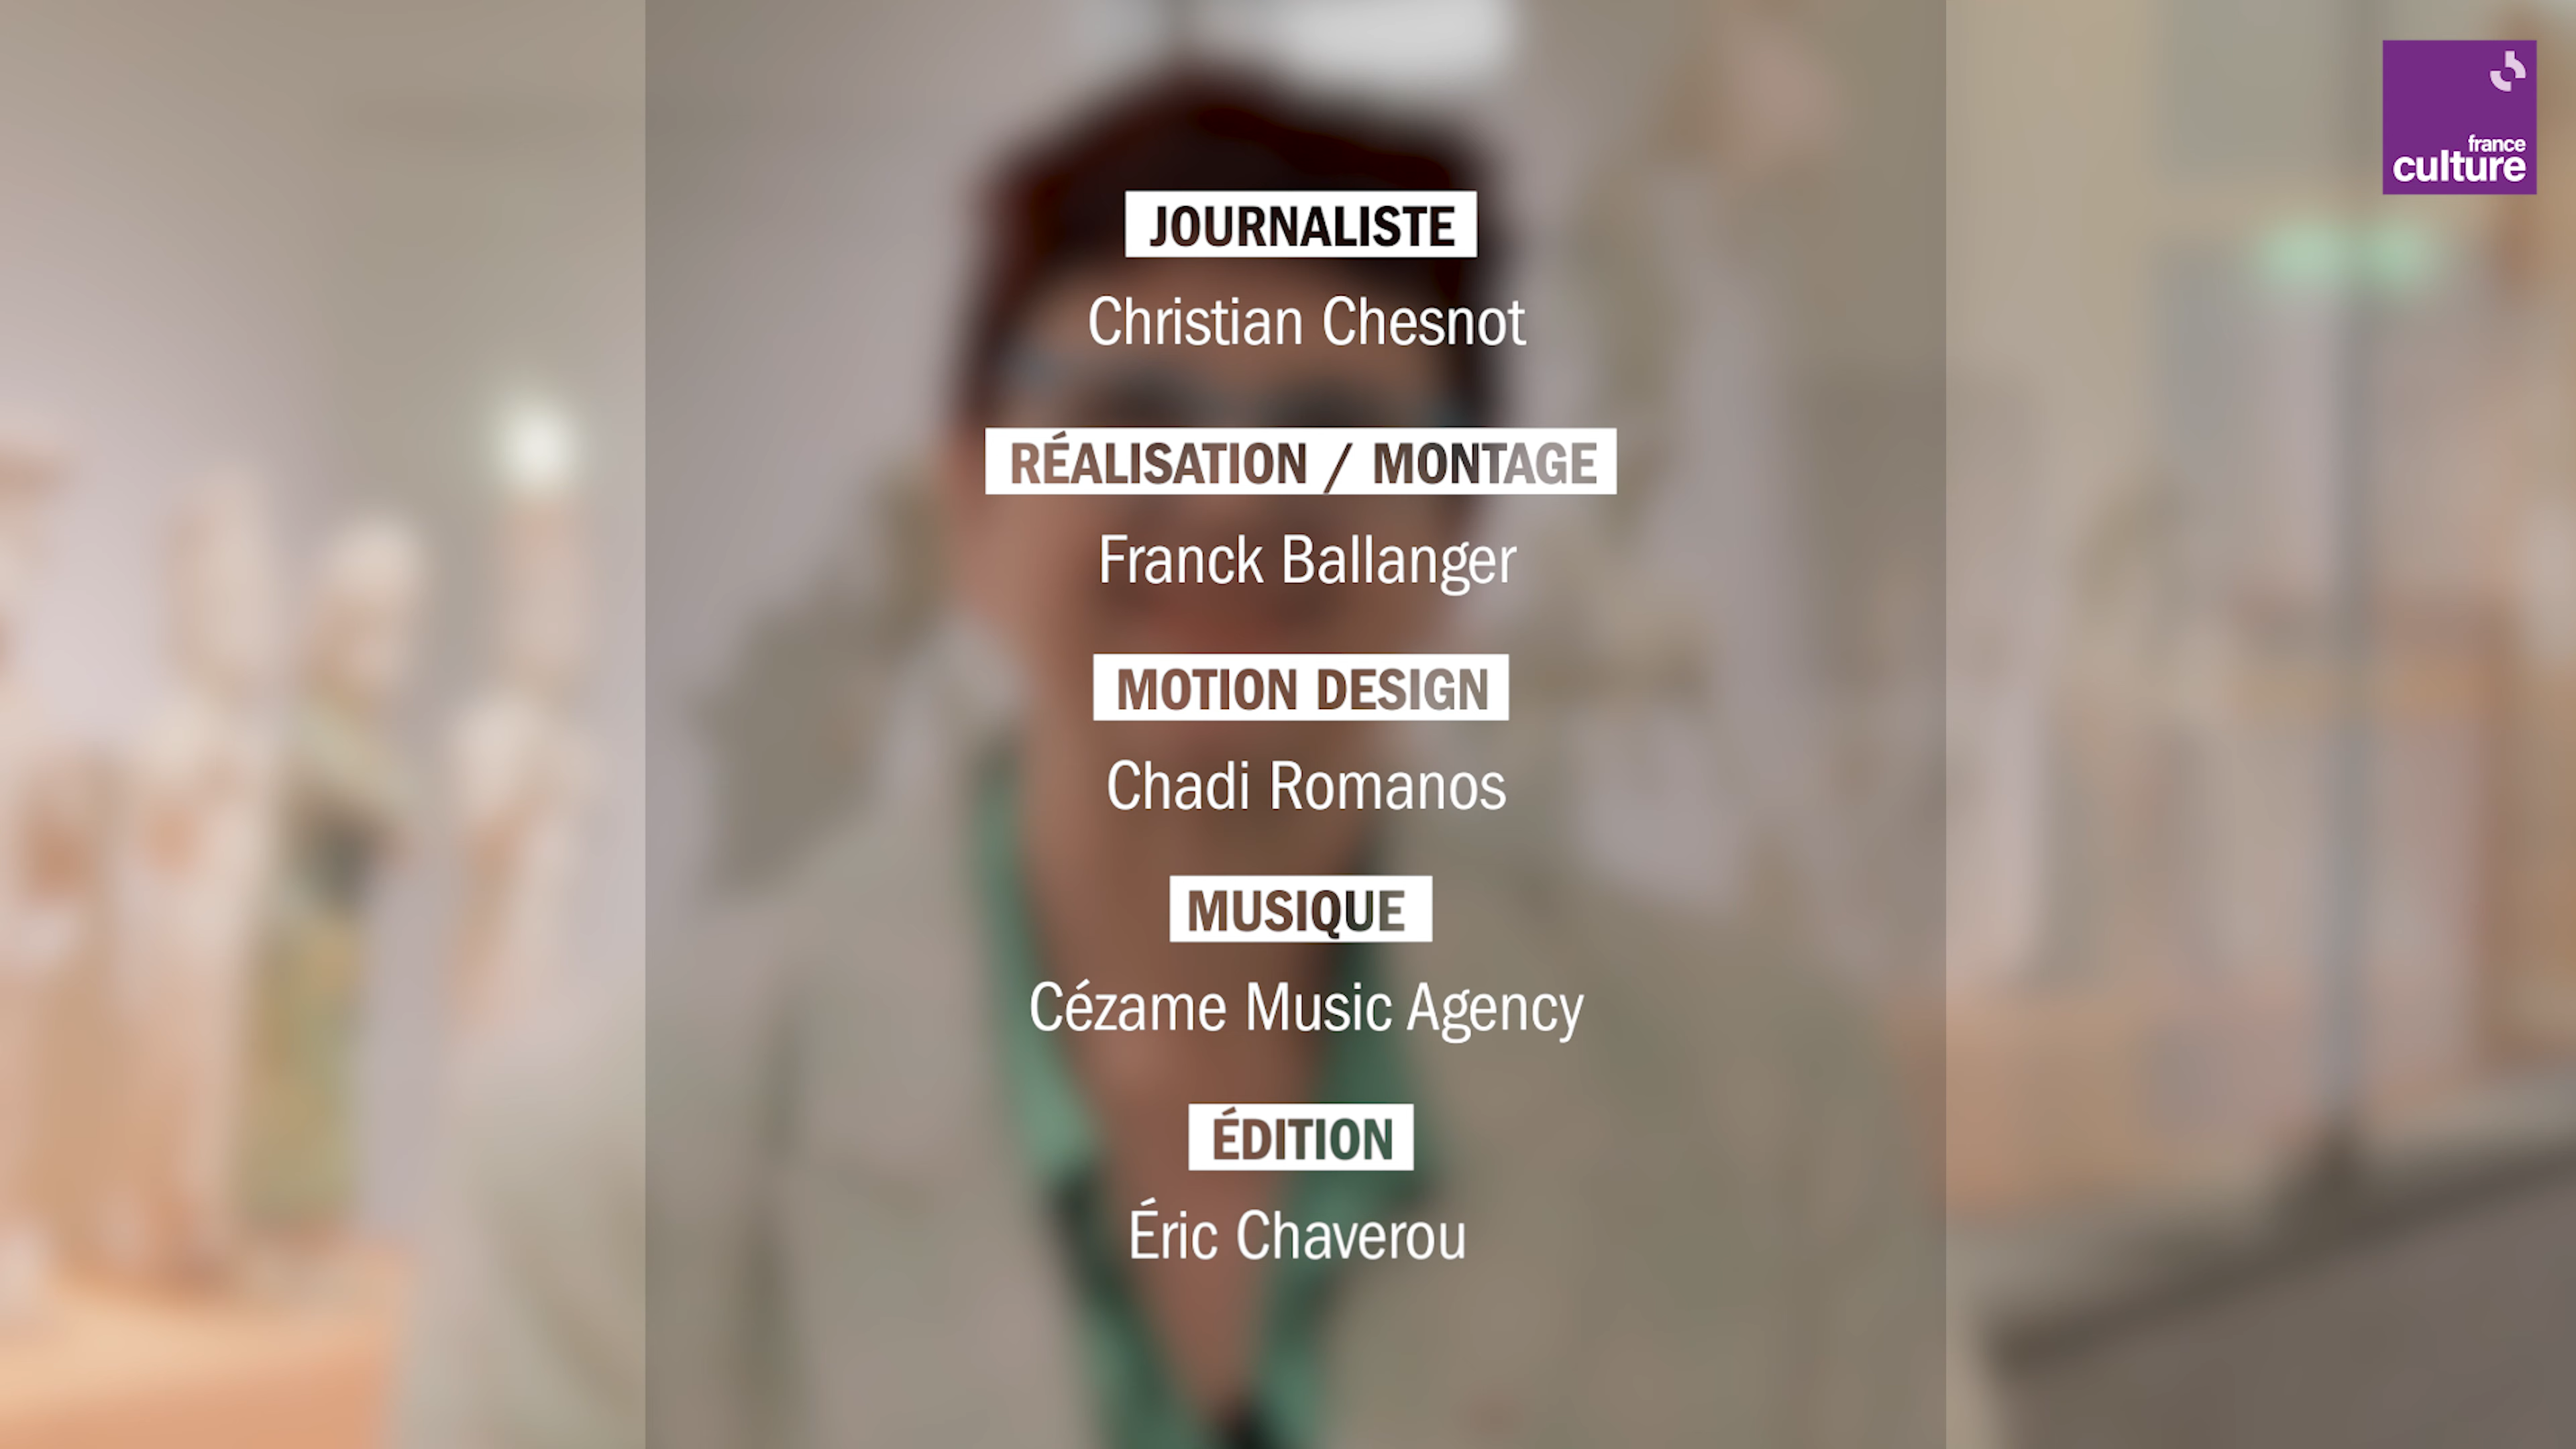 france
culture
JOURNALISTE
Christian Chesnot
RÉALISATION / MONTAGE
Franck Ballanger
MOTION DESIGN
Chadi Romanos
MUSIQUE
Cézame Music Agency
ÉDITION
Éric Chaverou